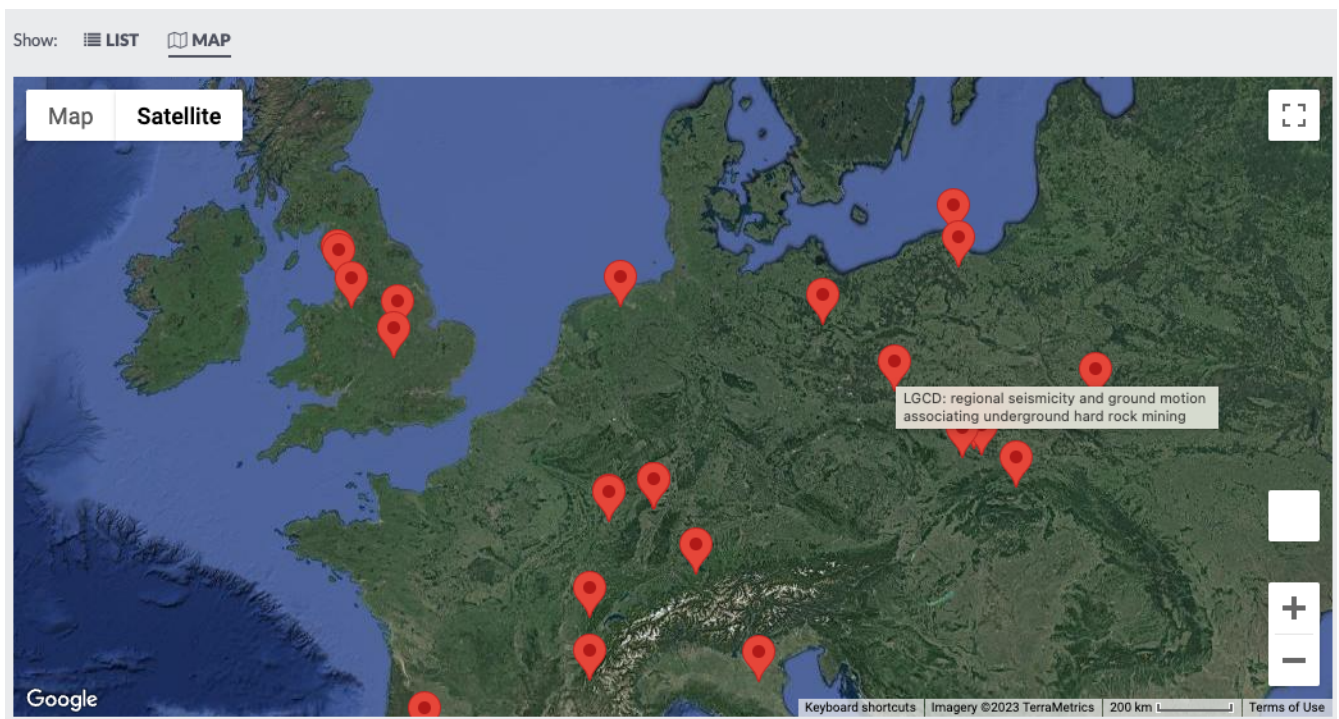 Show: LIST MAP
Map Satellite
LGCD: regional seismicity and ground motion
associating underground hard rock mining
+
−
Google
Keyboard shortcuts Imagery ©2023 TerraMetrics 200 km Terms of Use